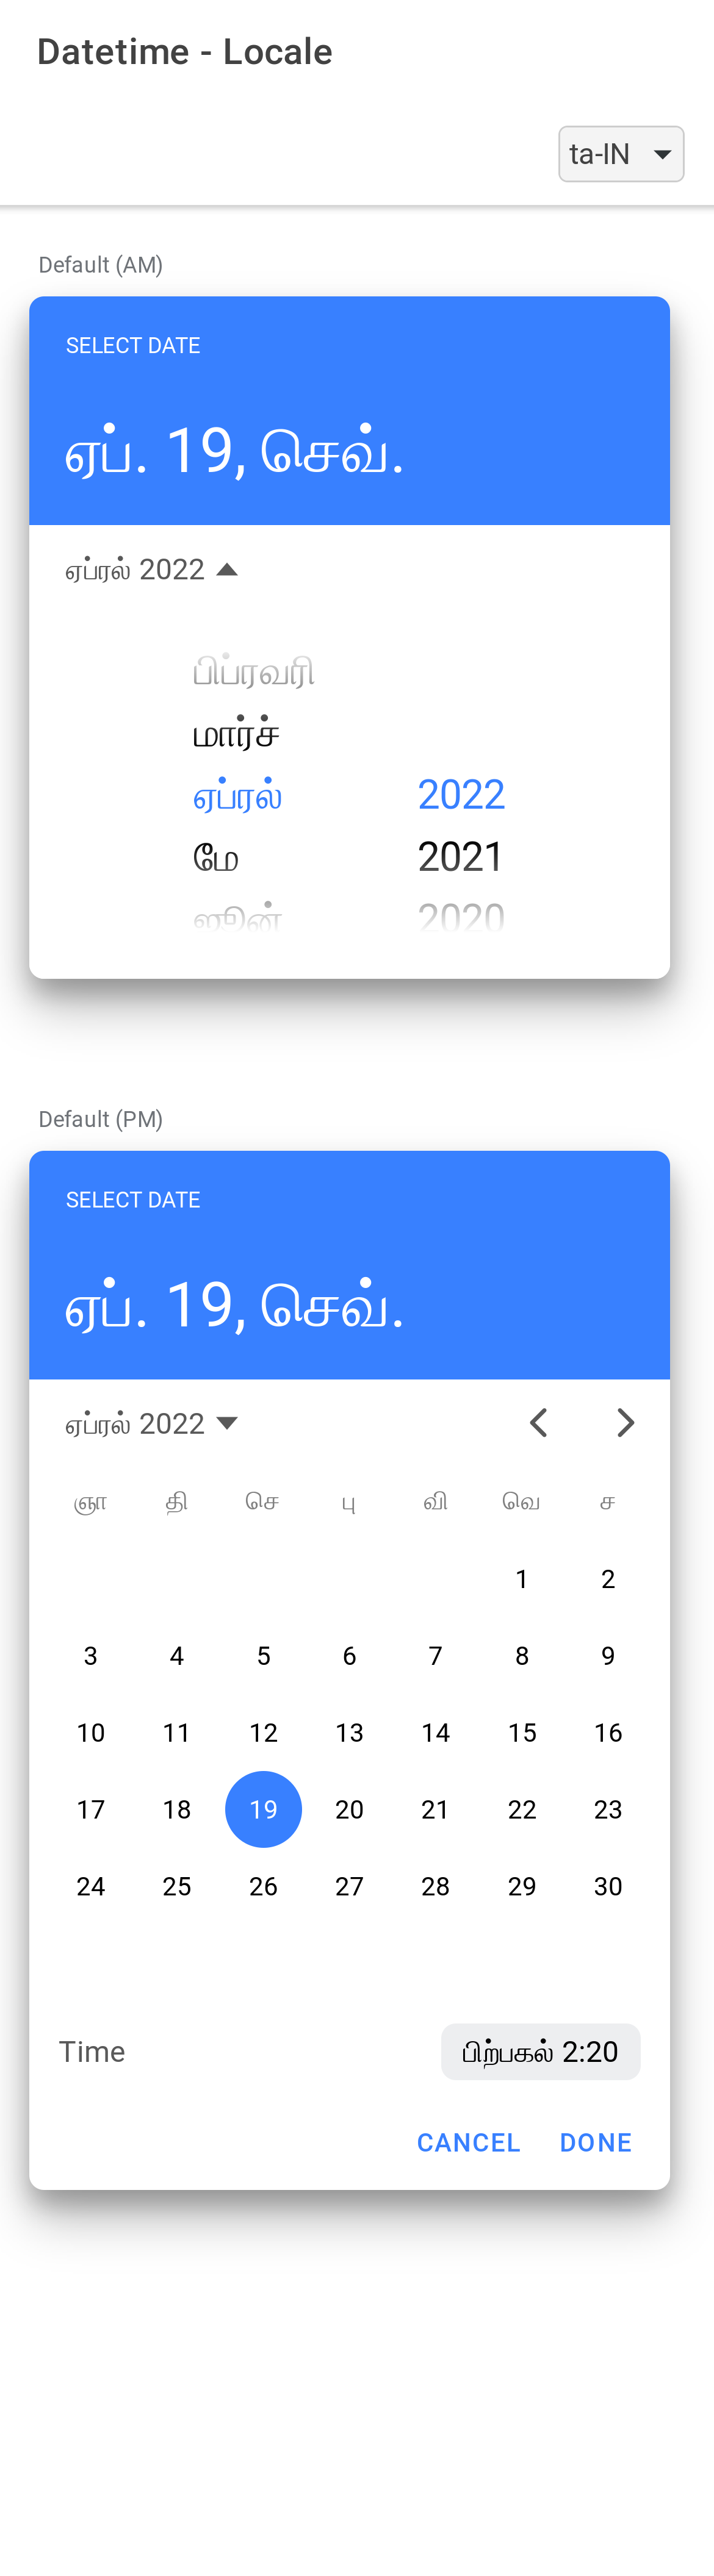 Datetime - Locale
ta-IN
Default (AM)
SELECT DATE
ஏப். 19, செவ்.
ஏப்ரல் 2022
பிப்ரவரி
மார்ச்
ஏப்ரல் 2022
மே 2021
ஜூன் 2020
Default (PM)
SELECT DATE
ஏப். 19, செவ்.
ஏப்ரல் 2022
ஞா தி செ பு வி வெ ச
1 2
3 4 5 6 7 8 9
10 11 12 13 14 15 16
17 18 19 20 21 22 23
24 25 26 27 28 29 30
Time பிற்பகல் 2:20
CANCEL DONE